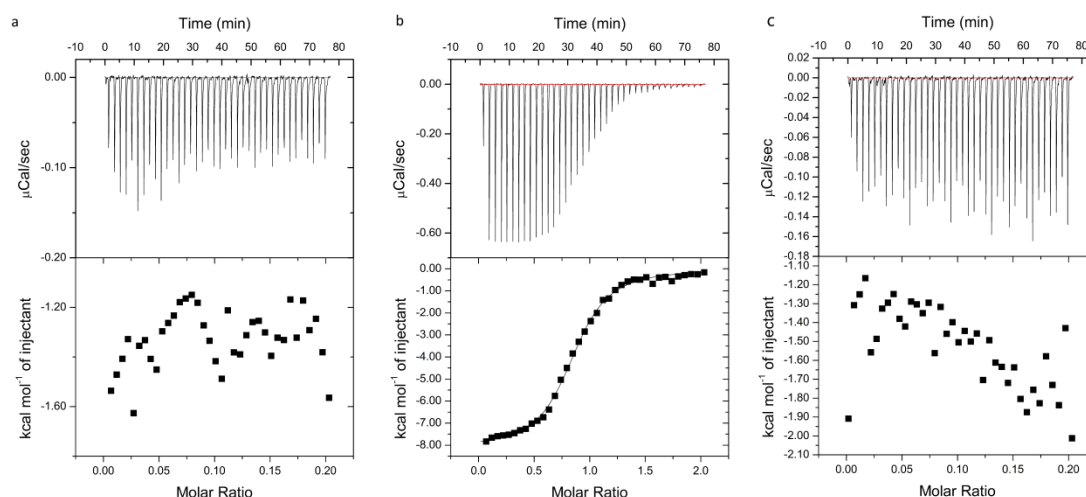 a
Time (min)
-10 0 10 20 30 40 50 60 70 80
0.00
-0.10
-0.20
µCal/sec
-1.20
-1.60
kcal mol⁻¹ of injectant
0.00 0.05 0.10 0.15 0.20
Molar Ratio
b
Time (min)
-10 0 10 20 30 40 50 60 70 80
0.00
-0.20
-0.40
-0.60
µCal/sec
0.00
-1.00
-2.00
-3.00
-4.00
-5.00
-6.00
-7.00
-8.00
kcal mol⁻¹ of injectant
0.0 0.5 1.0 1.5 2.0
Molar Ratio
c
Time (min)
-10 0 10 20 30 40 50 60 70 80
0.02
0.00
-0.02
-0.04
-0.06
-0.08
-0.10
-0.12
-0.14
-0.16
-0.18
µCal/sec
-1.10
-1.20
-1.30
-1.40
-1.50
-1.60
-1.70
-1.80
-1.90
-2.00
-2.10
kcal mol⁻¹ of injectant
0.00 0.05 0.10 0.15 0.20
Molar Ratio